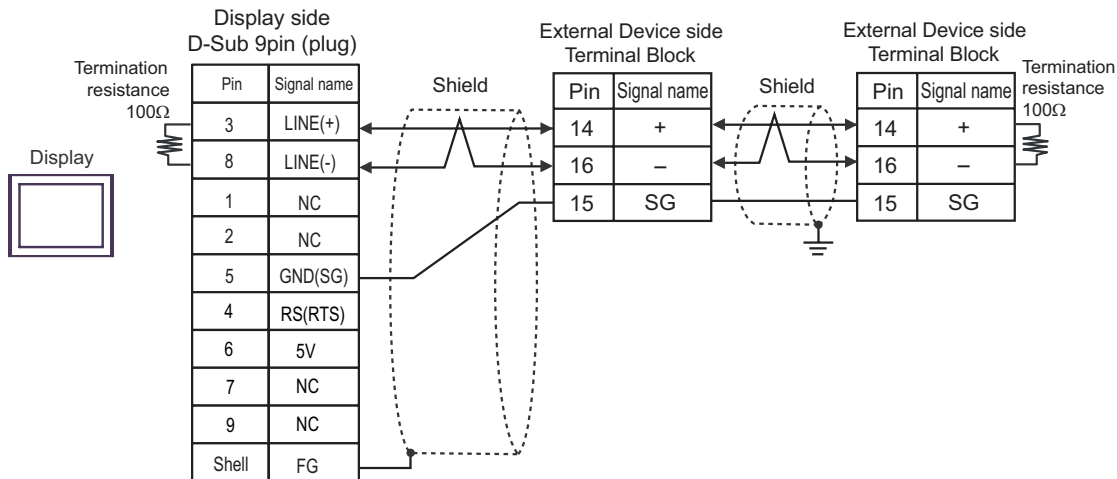 Display side
D-Sub 9pin (plug)
Termination
resistance
100Ω
Display
Pin Signal name
3 LINE(+)
8 LINE(-)
1 NC
2 NC
5 GND(SG)
4 RS(RTS)
6 5V
7 NC
9 NC
Shell FG
Shield
External Device side
Terminal Block
Pin Signal name
14 +
16 –
15 SG
Shield
External Device side
Terminal Block
Pin Signal name
14 +
16 –
15 SG
Termination
resistance
100Ω